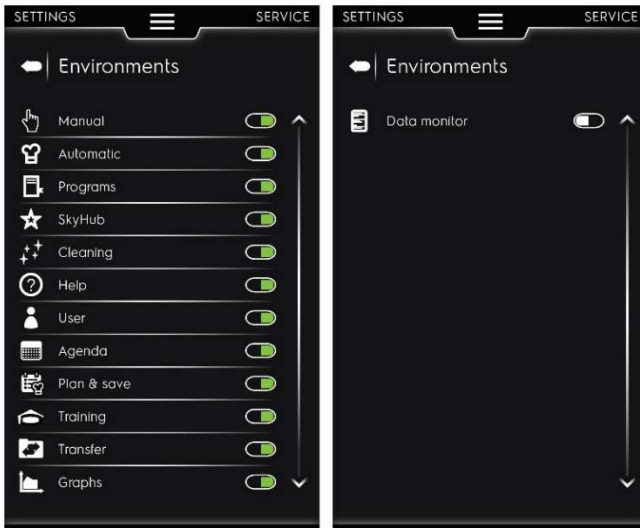 SETTINGS SERVICE
Environments
Manual
Automatic
Programs
SkyHub
Cleaning
Help
User
Agenda
Plan & save
Training
Transfer
Graphs
SETTINGS SERVICE
Environments
Data monitor